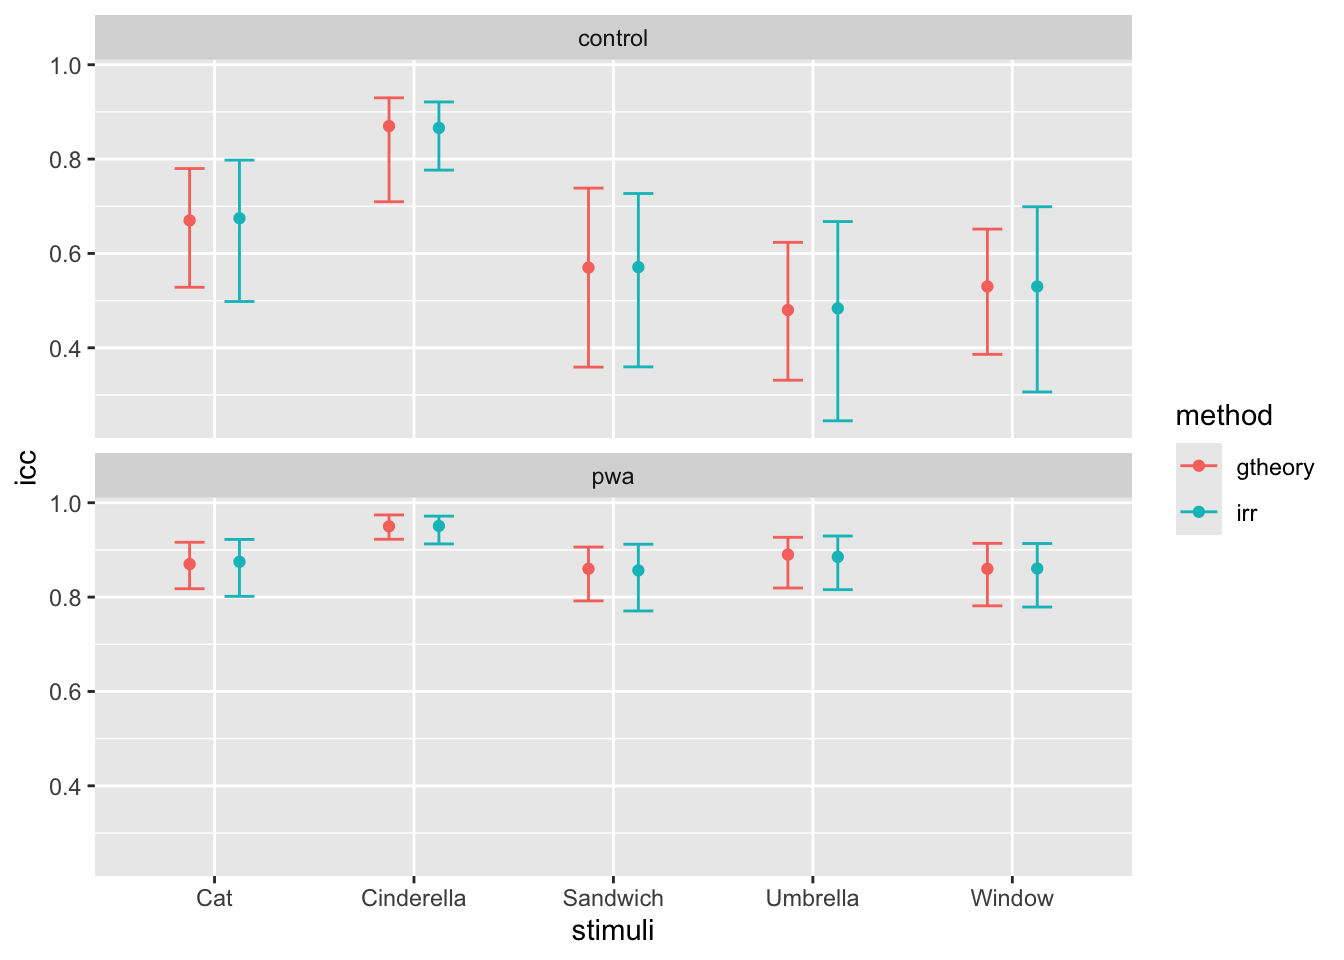 control
1.0
0.8
0.6
0.4
icc
pwa
1.0
0.8
0.6
0.4
Cat Cinderella Sandwich Umbrella Window
stimuli
method
gtheory
irr